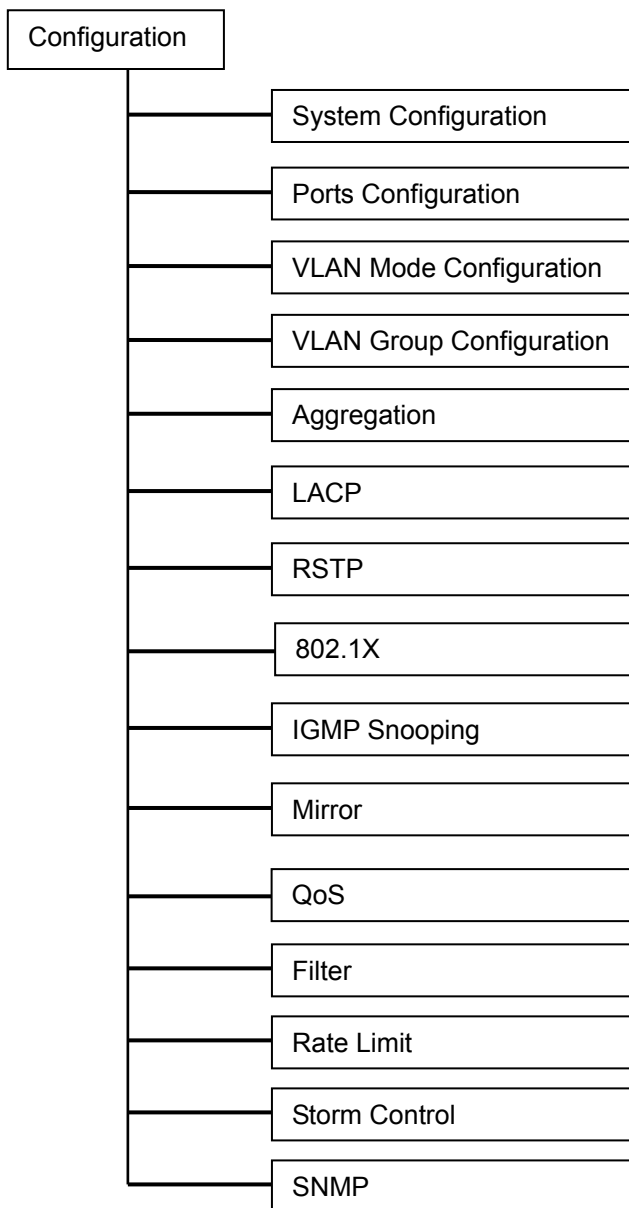 Configuration
System Configuration
Ports Configuration
VLAN Mode Configuration
VLAN Group Configuration
Aggregation
LACP
RSTP
802.1X
IGMP Snooping
Mirror
QoS
Filter
Rate Limit
Storm Control
SNMP